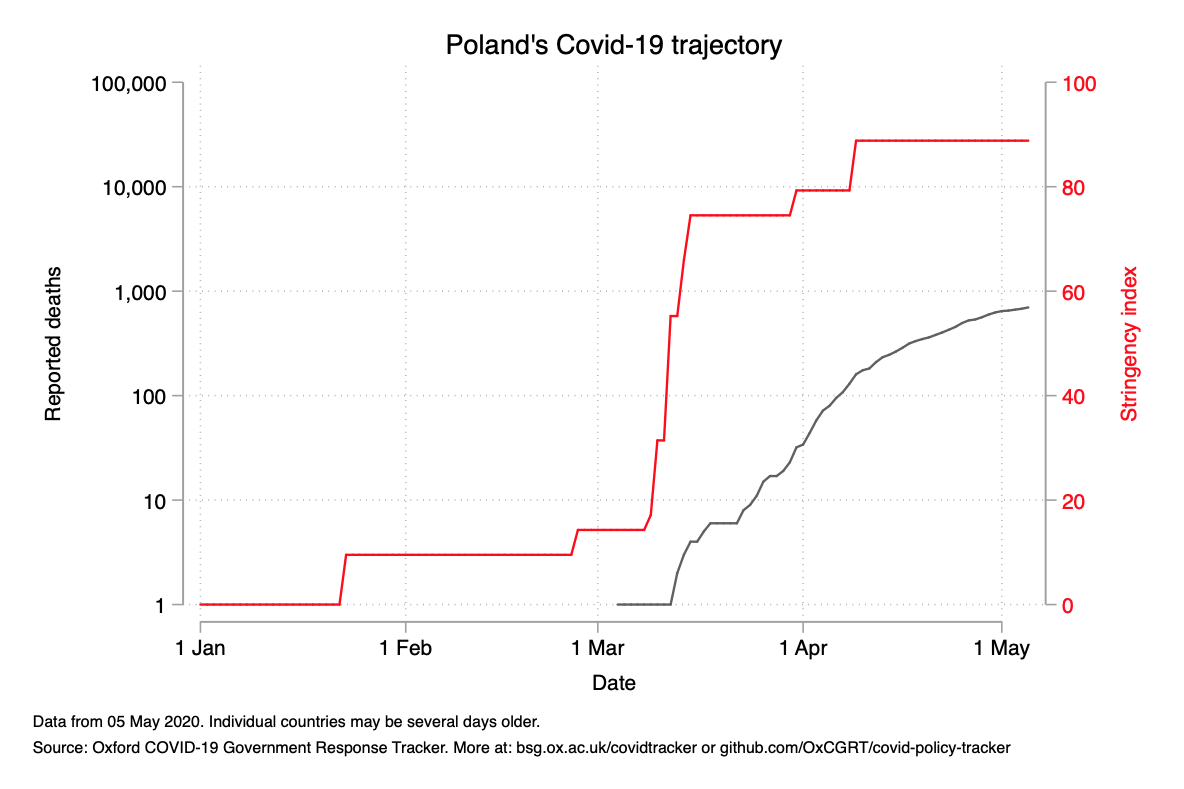 Poland's Covid-19 trajectory
100,000
10,000
1,000
100
10
1
Reported deaths
100
80
60
40
20
0
Stringency index
1 Jan
1 Feb
1 Mar
1 Apr
1 May
Date
Data from 05 May 2020. Individual countries may be several days older.
Source: Oxford COVID-19 Government Response Tracker. More at: bsg.ox.ac.uk/covidtracker or github.com/OxCGRT/covid-policy-tracker